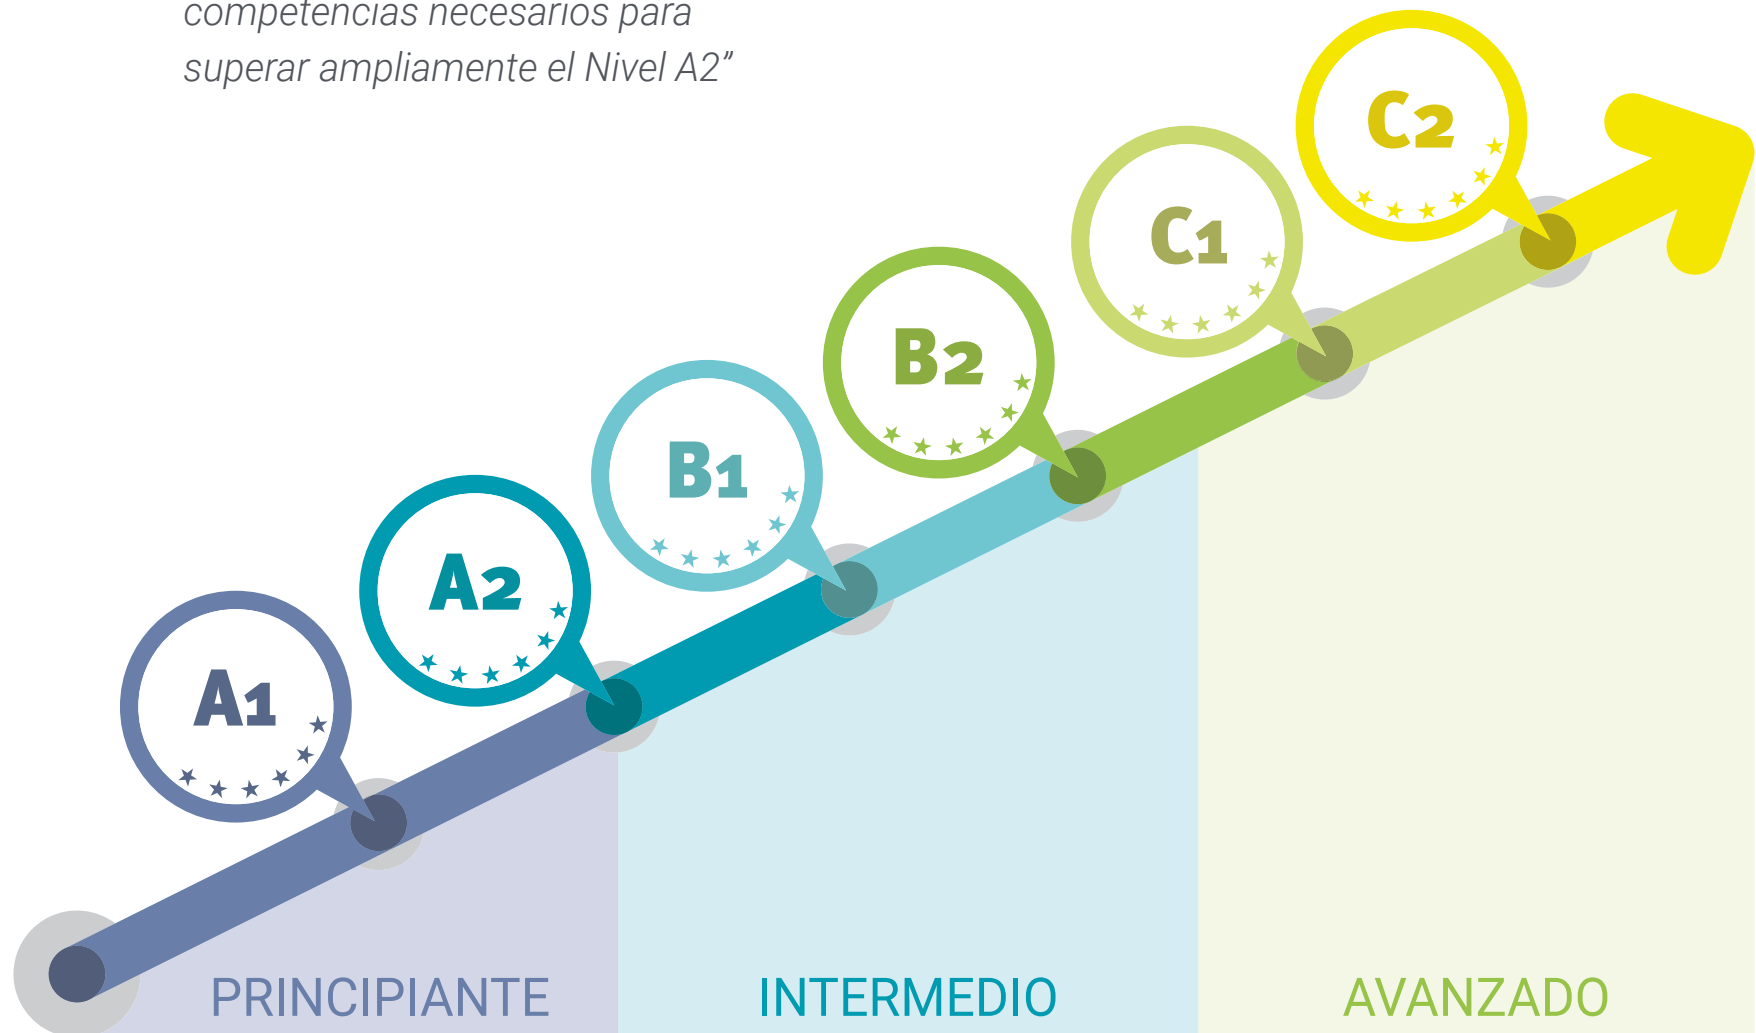 competencias necesarios para
superar ampliamente el Nivel A2”
C2
C1
B2
B1
A2
A1
PRINCIPIANTE
INTERMEDIO
AVANZADO